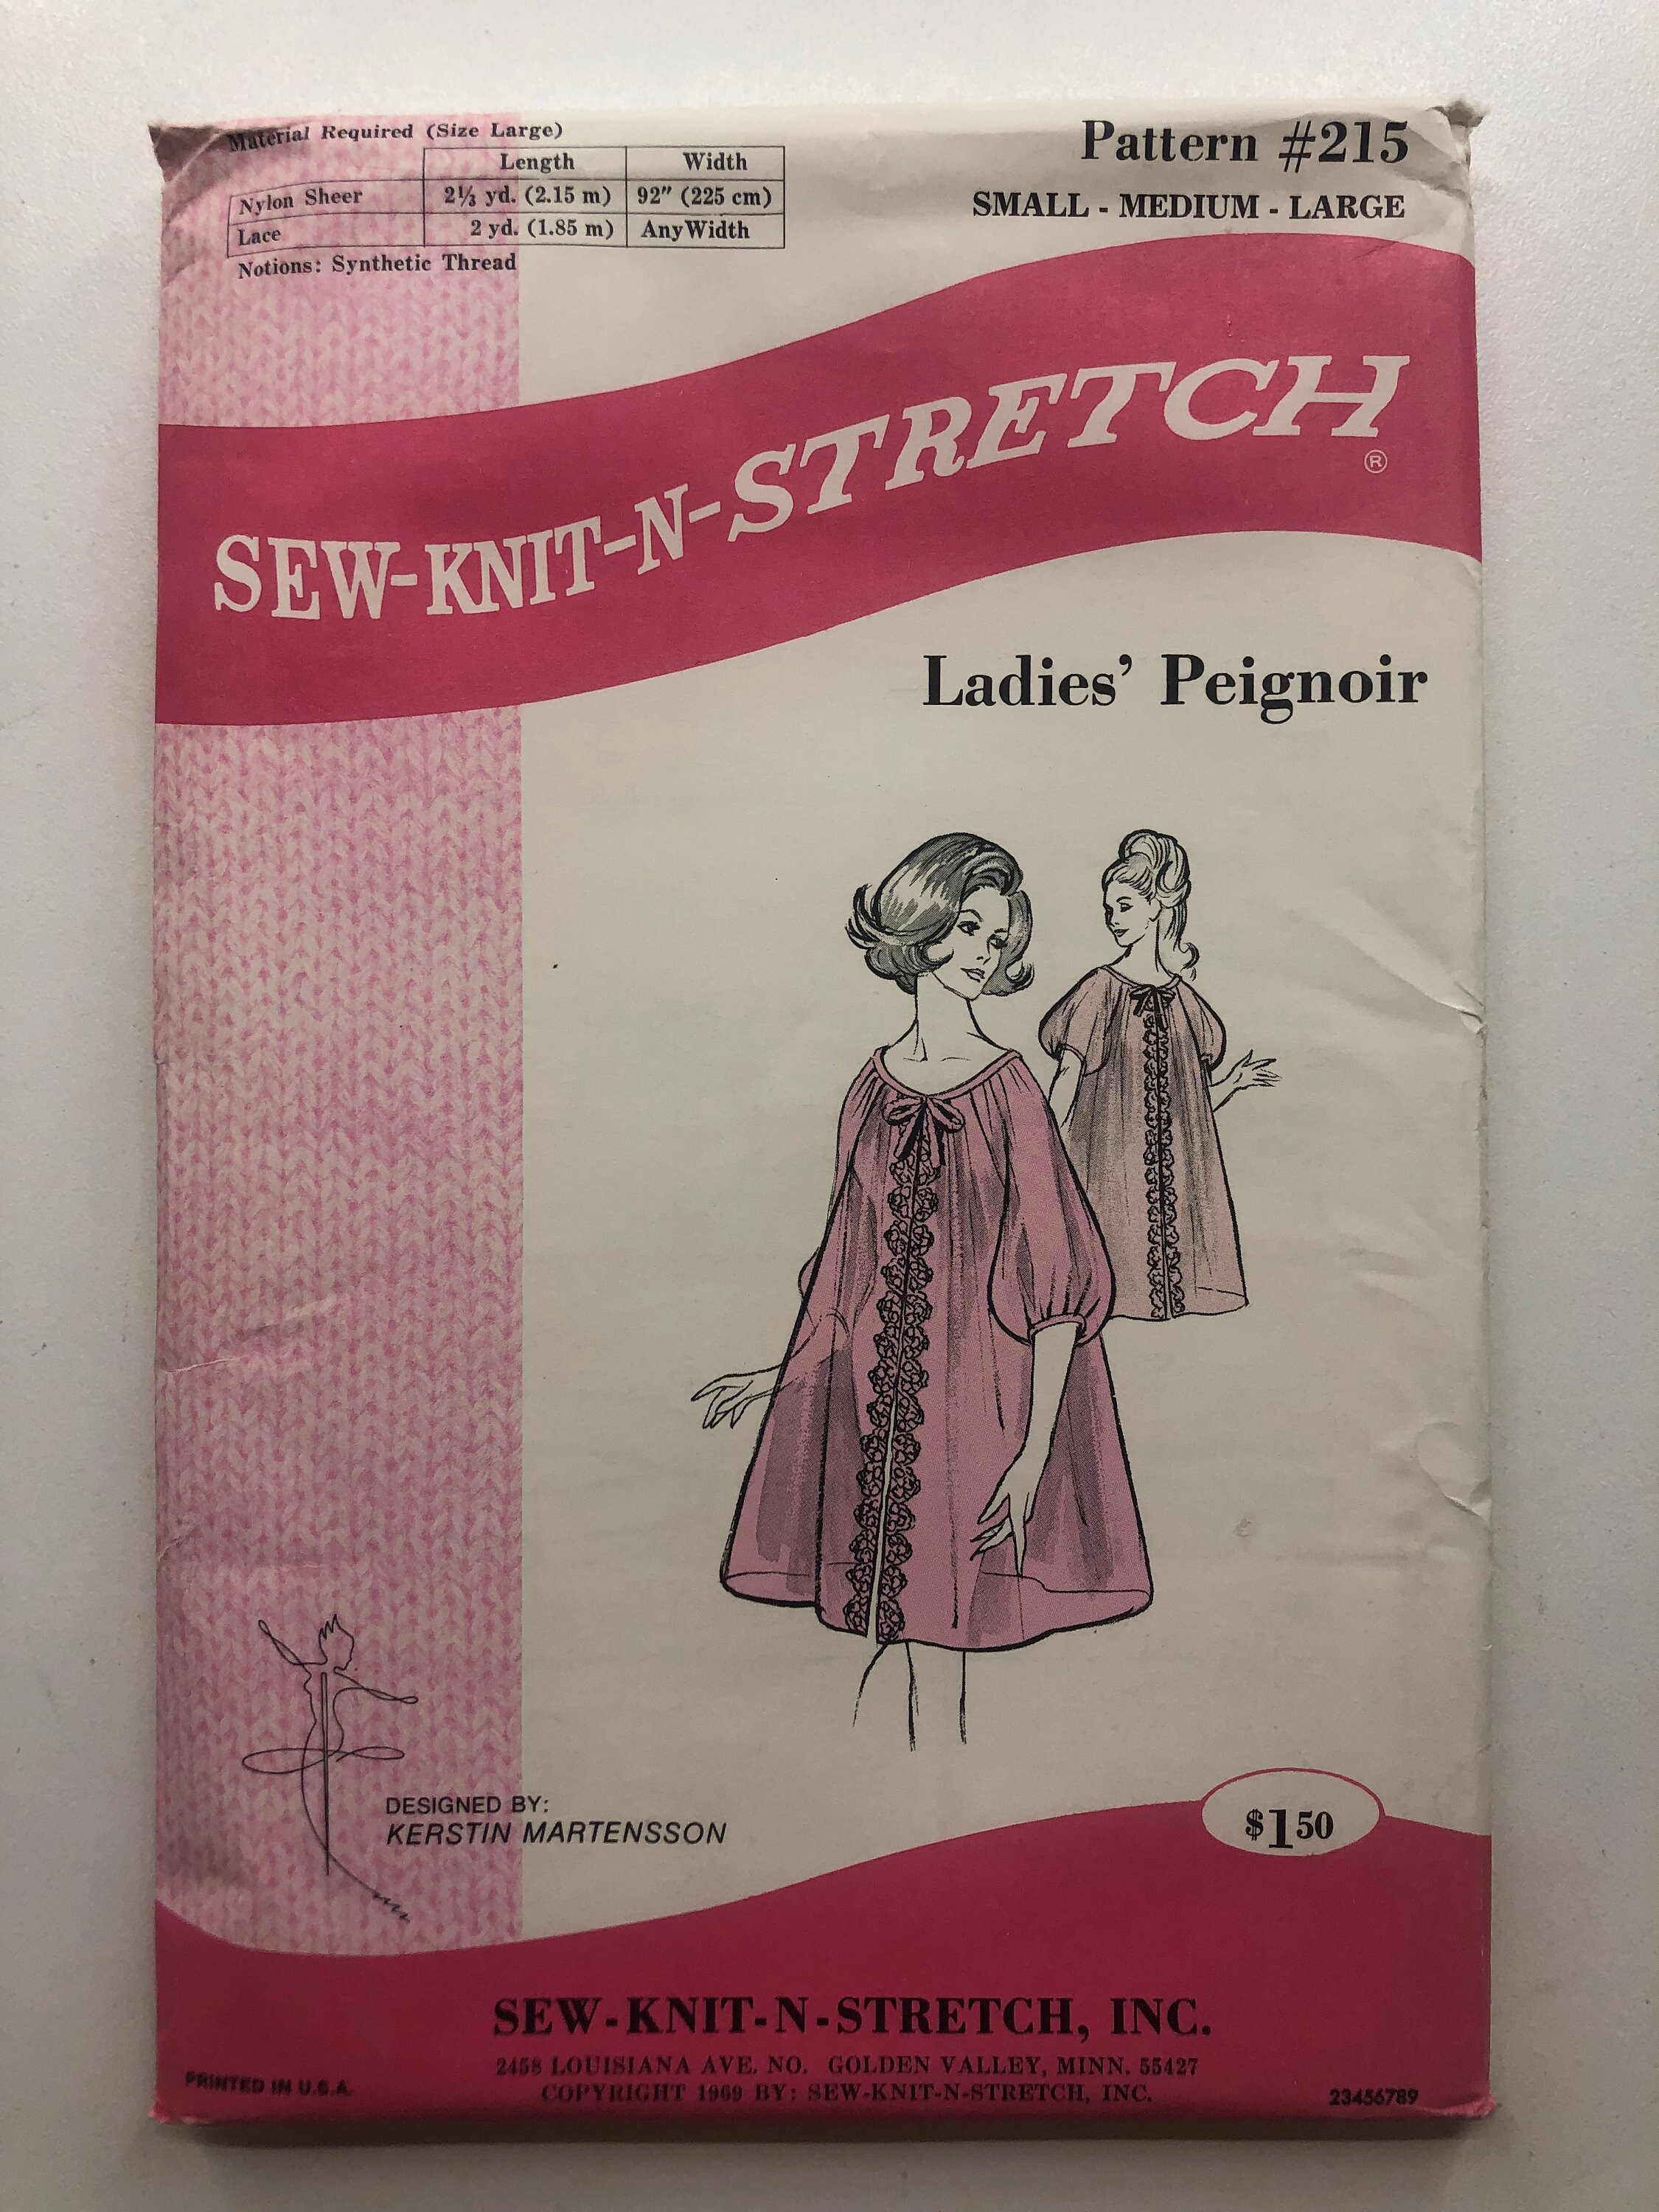 Material Required (Size Large)
Length Width
Nylon Sheer 2⅓ yd. (2.15 m) 92″ (225 cm)
Lace 2 yd. (1.85 m) AnyWidth
Notions: Synthetic Thread
Pattern #215
SMALL - MEDIUM - LARGE
SEW-KNIT-N-STRETCH
®
Ladies’ Peignoir
DESIGNED BY:
KERSTIN MARTENSSON
$1 50
SEW-KNIT-N-STRETCH, INC.
2458 LOUISIANA AVE. NO. GOLDEN VALLEY, MINN. 55427
PRINTED IN U.S.A.
COPYRIGHT 1969 BY: SEW-KNIT-N-STRETCH, INC.
23456789